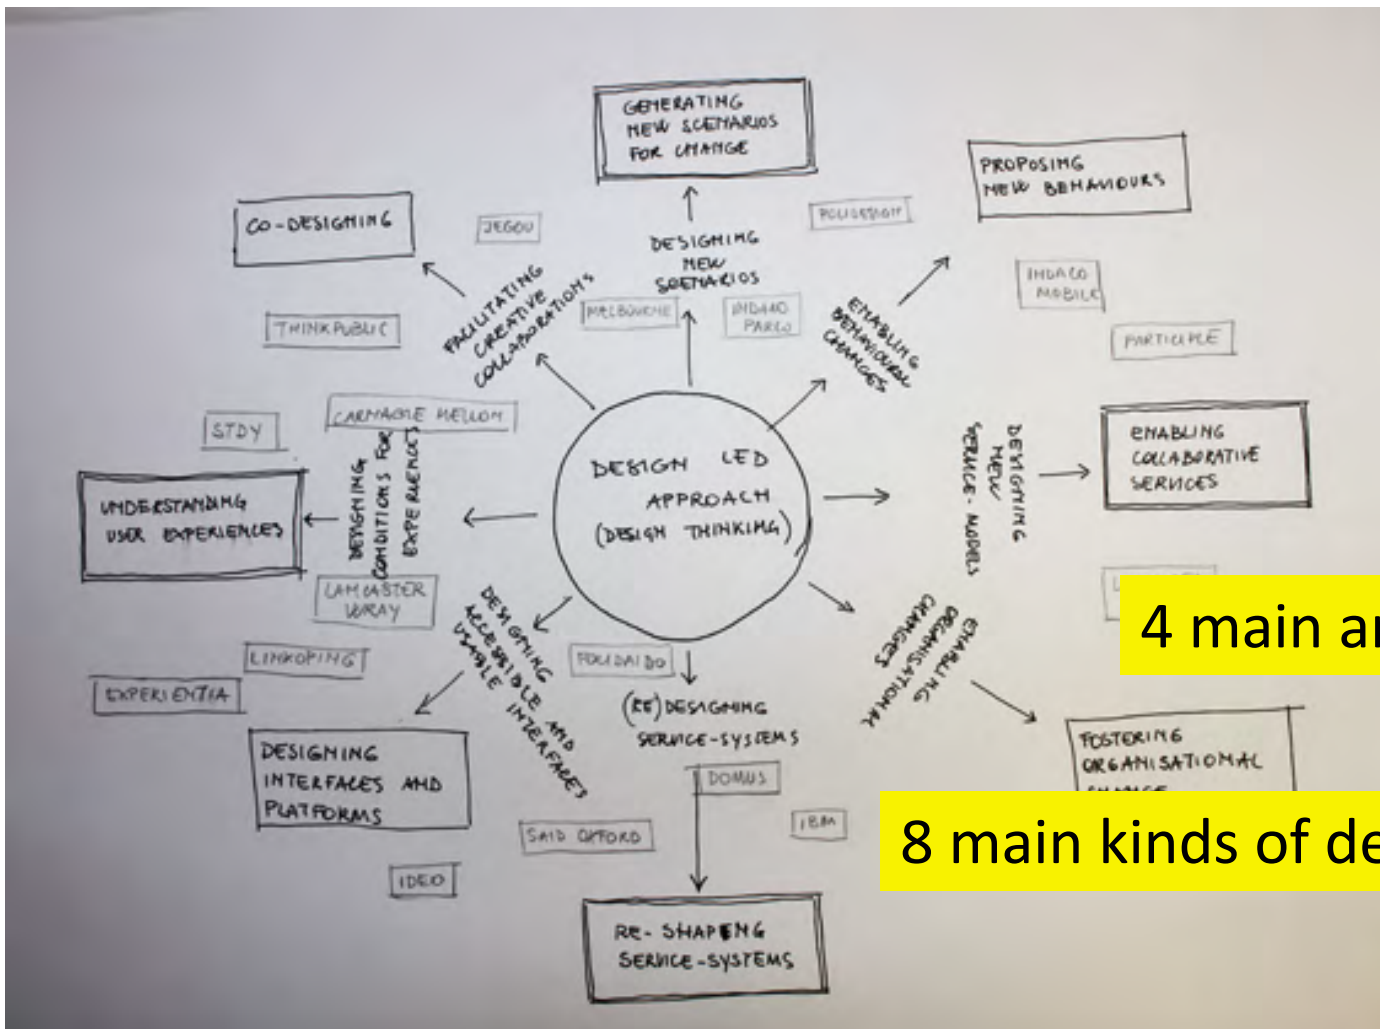 GENERATING
NEW SCENARIOS
FOR CHANGE
PROPOSING
NEW BEHAVIOURS
CO-DESIGNING
JEGOU
POLIDESIGN
DESIGNING
NEW
SCENARIOS
INDACO
MOBILE
FACILITATING
CREATIVE
COLLABORATIONS
MELBOURNE
INDACO
PARCO
ENABLING
BEHAVIOURAL
CHANGES
THINKPUBLIC
PARTICIPLE
CARNAGIE MELLON
STDY
DESIGN LED
APPROACH
(DESIGN THINKING)
DESIGNING
NEW
SERVICE-MODELS
ENABLING
COLLABORATIVE
SERVICES
UNDERSTANDING
USER EXPERIENCES
DESIGNING
CONDITIONS FOR
EXPERIENCES
LANCASTER
WRAY
DESIGNING
ACCESSIBLE AND
USABLE INTERFACES
ENABLING
ORGANISATIONAL
CHANGES
4 main
LINKOPING
EXPERIENTIA
(RE)DESIGNING
SERVICE-SYSTEMS
DESIGNING
INTERFACES AND
PLATFORMS
FOSTERING
ORGANISATIONAL
DOMUS
SAID OXFORD
IBM
8 main kinds of
IDEO
RE-SHAPING
SERVICE-SYSTEMS